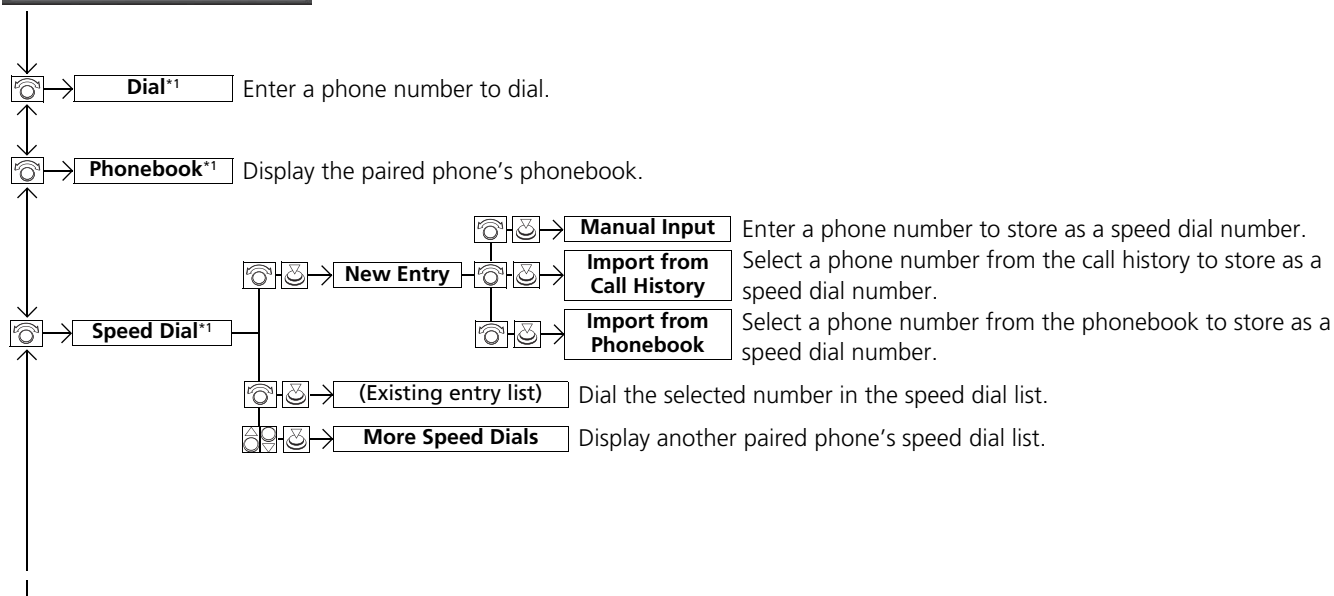 Dial*1 Enter a phone number to dial.
Phonebook*1 Display the paired phone’s phonebook.
Manual Input Enter a phone number to store as a speed dial number.
New Entry
Import from
Call History
Select a phone number from the call history to store as a
speed dial number.
Speed Dial*1
Import from
Phonebook
Select a phone number from the phonebook to store as a
speed dial number.
(Existing entry list) Dial the selected number in the speed dial list.
More Speed Dials Display another paired phone’s speed dial list.